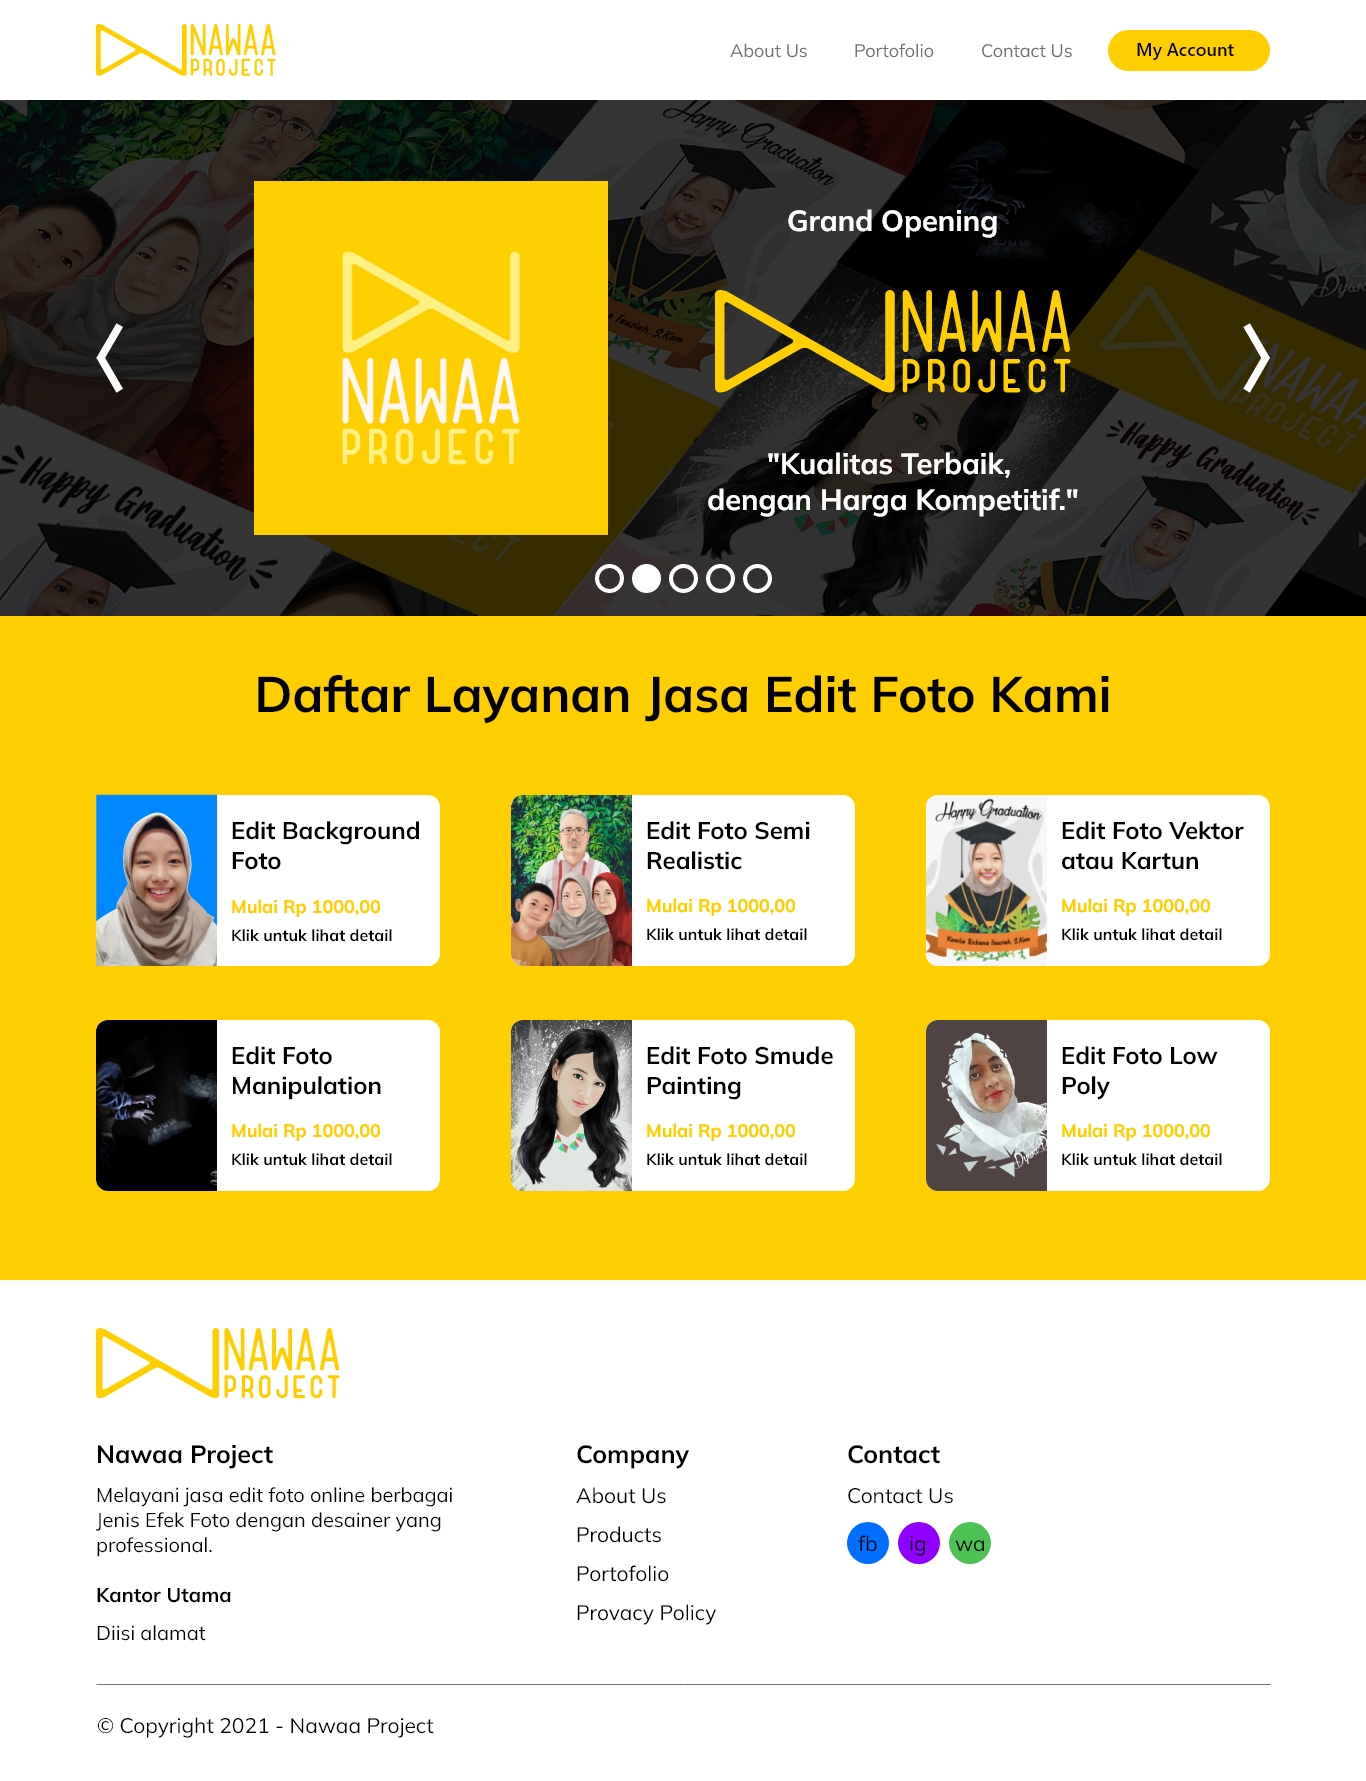 NAWAA
PROJECT
About Us
Portofolio
Contact Us
My Account
Happy Graduation
Grand Opening
NAWAA
PROJECT
NAWAA
PROJECT
Happy Graduation
Happy Graduation
"Kualitas Terbaik,
dengan Harga Kompetitif."
Daftar Layanan Jasa Edit Foto Kami
Edit Background
Foto
Mulai Rp 1000,00
Klik untuk lihat detail
Edit Foto Semi
Realistic
Mulai Rp 1000,00
Klik untuk lihat detail
Happy Graduation
Kamila Richana Fauziah, S.Kom
Edit Foto Vektor
atau Kartun
Mulai Rp 1000,00
Klik untuk lihat detail
Edit Foto
Manipulation
Mulai Rp 1000,00
Klik untuk lihat detail
Edit Foto Smude
Painting
Mulai Rp 1000,00
Klik untuk lihat detail
Edit Foto Low
Poly
Mulai Rp 1000,00
Klik untuk lihat detail
NAWAA
PROJECT
Nawaa Project
Melayani jasa edit foto online berbagai
Jenis Efek Foto dengan desainer yang
professional.
Kantor Utama
Diisi alamat
Company
About Us
Products
Portofolio
Provacy Policy
Contact
Contact Us
fb
ig
wa
© Copyright 2021 - Nawaa Project